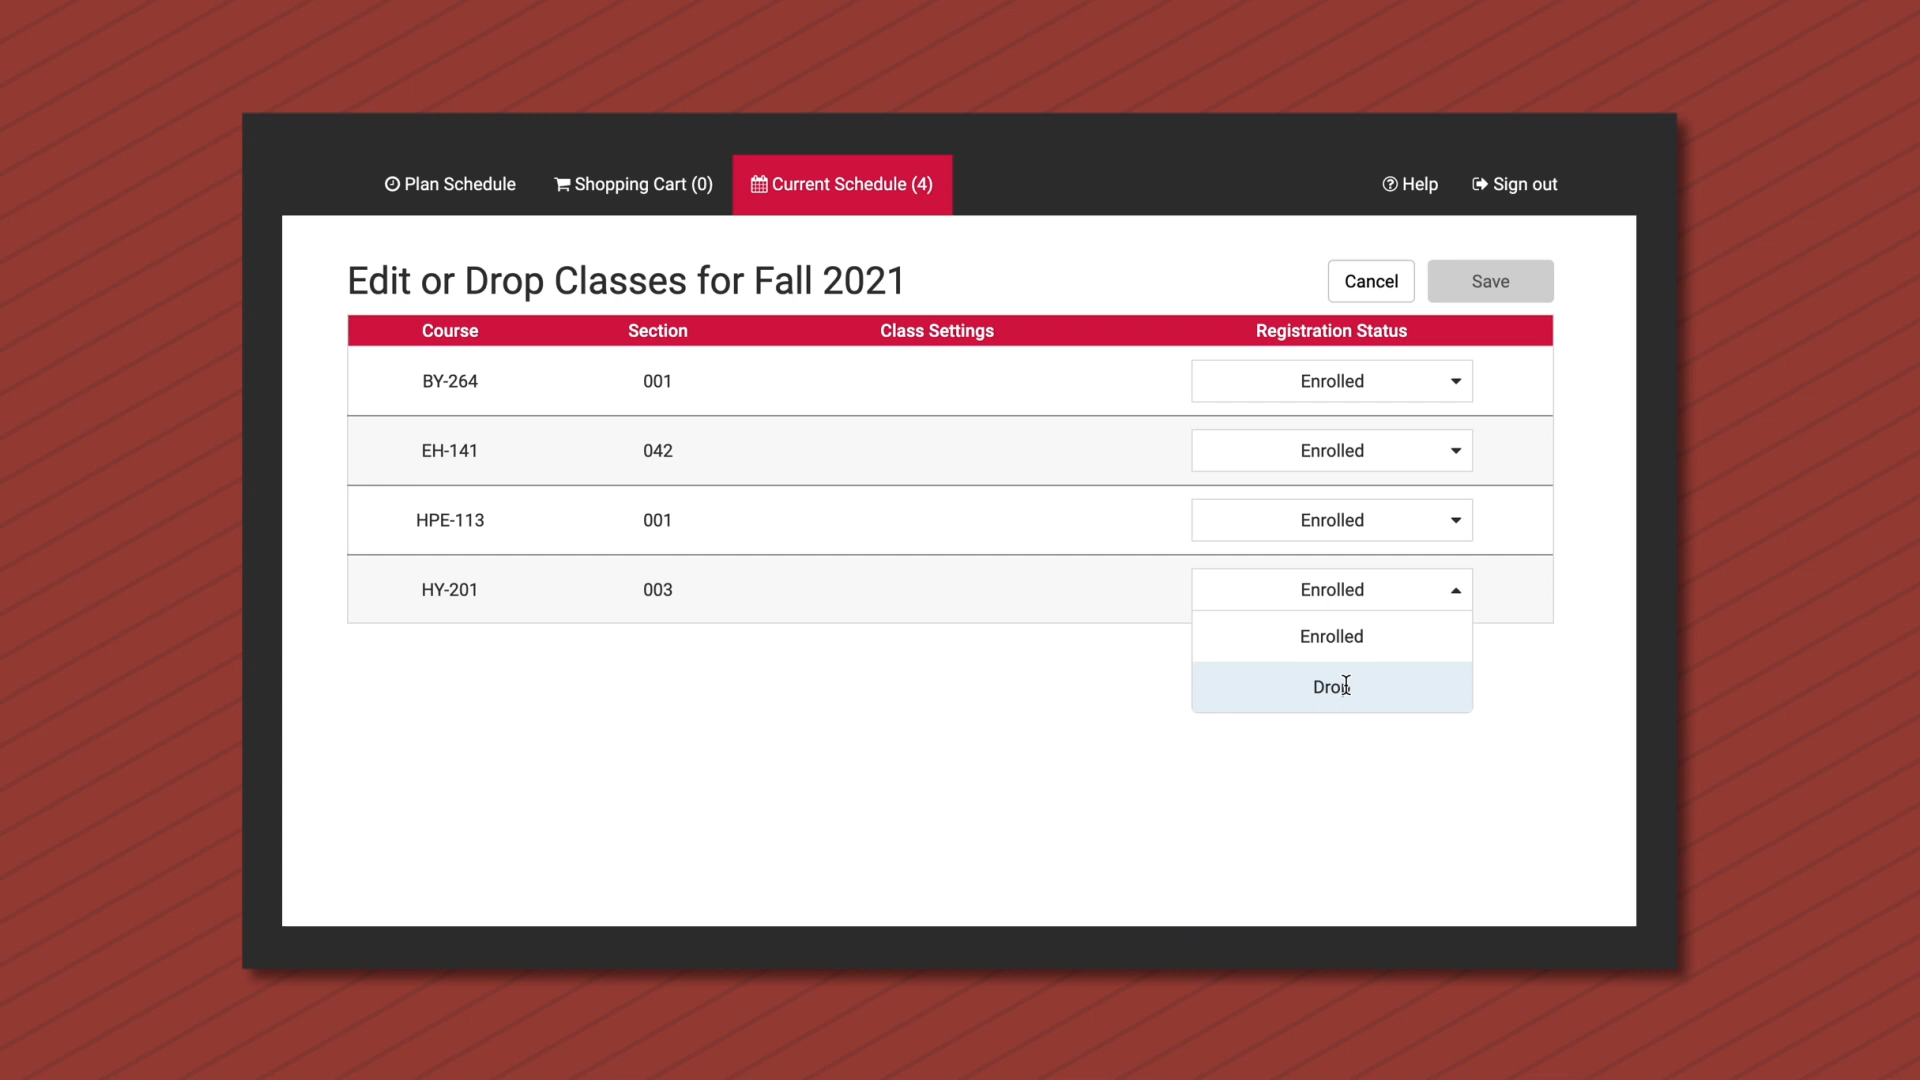 Plan Schedule
Shopping Cart (0)
Current Schedule (4)
Help
Sign out
Edit or Drop Classes for Fall 2021
Cancel
Save
Course Section Class Settings Registration Status
BY-264 001 Enrolled
EH-141 042 Enrolled
HPE-113 001 Enrolled
HY-201 003 Enrolled
Enrolled
Drop